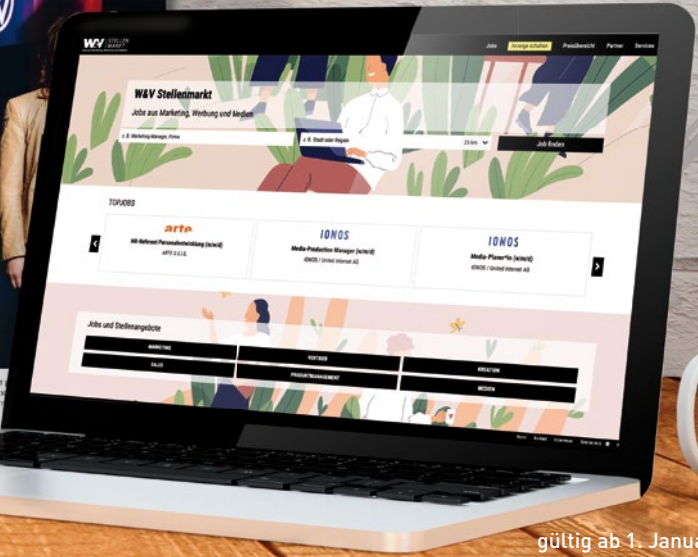 W&V STELLEN
MARKT
Jobs Anzeige schalten Preisübersicht Partner Services
W&V Stellenmarkt
Jobs aus Marketing, Werbung und Medien
z. B. Marketing Manager, Firma z. B. Stadt oder Region 25 km Job finden
TOPJOBS
arte
HR-Referent Personalentwicklung (m/w/d)
ARTE G.E.I.E.
IONOS
Media-Production Manager (m/w/d)
IONOS / United Internet AG
IONOS
Media-Planer*in (w/m/d)
IONOS / United Internet AG
Jobs und Stellenangebote
MARKETING VERTRIEB KREATION
SALES PRODUKTMANAGEMENT MEDIEN
gültig ab 1. Janua